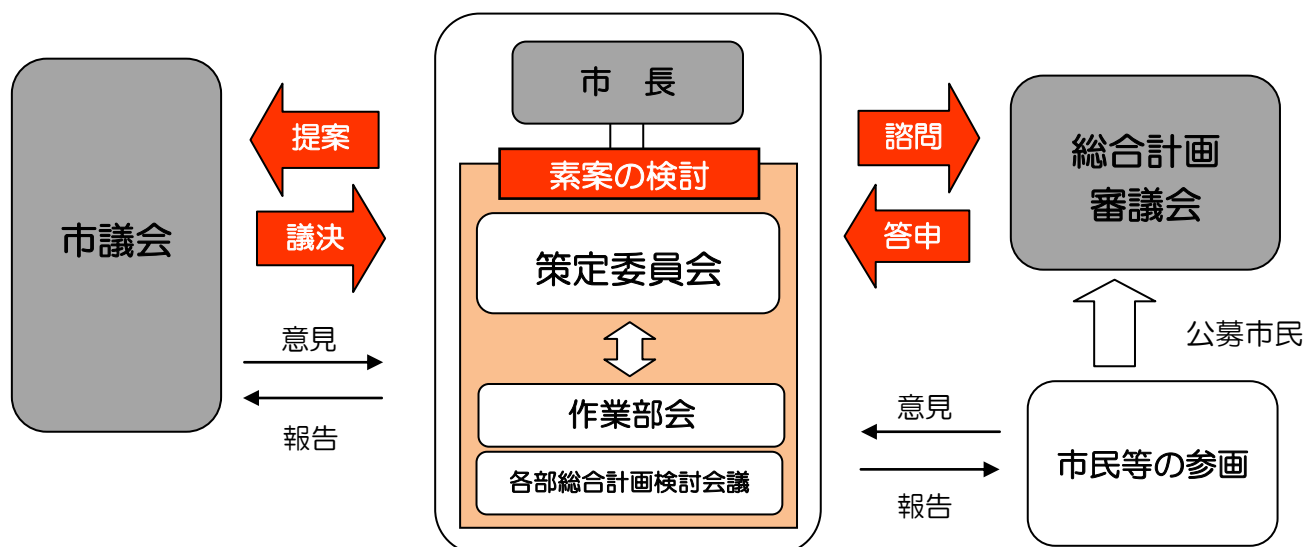 市議会
提案
議決
意見
報告
市　長
素案の検討
策定委員会
作業部会
各部総合計画検討会議
諮問
答申
総合計画
審議会
公募市民
意見
報告
市民等の参画